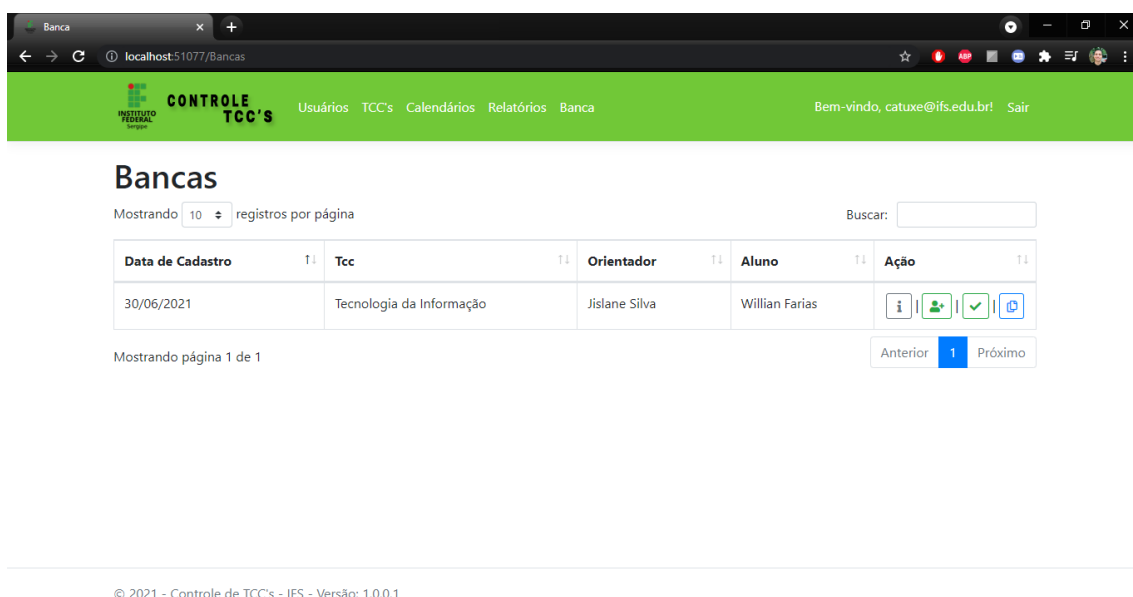 Banca
localhost:51077/Bancas
ABP
INSTITUTO
FEDERAL
Sergipe
CONTROLE
TCC'S
Usuários TCC's Calendários Relatórios Banca
Bem-vindo, catuxe@ifs.edu.br! Sair
Bancas
Mostrando 10 registros por página
Buscar:
Data de Cadastro Tcc Orientador Aluno Ação
30/06/2021 Tecnologia da Informação Jislane Silva Willian Farias i | | |
Mostrando página 1 de 1
Anterior 1 Próximo
© 2021 - Controle de TCC's - IFS - Versão: 1.0.0.1